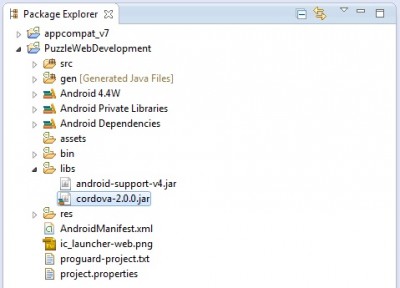 Package Explorer
appcompat_v7
PuzzleWebDevelopment
src
gen [Generated Java Files]
Android 4.4W
Android Private Libraries
Android Dependencies
assets
bin
libs
android-support-v4.jar
cordova-2.0.0.jar
res
AndroidManifest.xml
ic_launcher-web.png
proguard-project.txt
project.properties